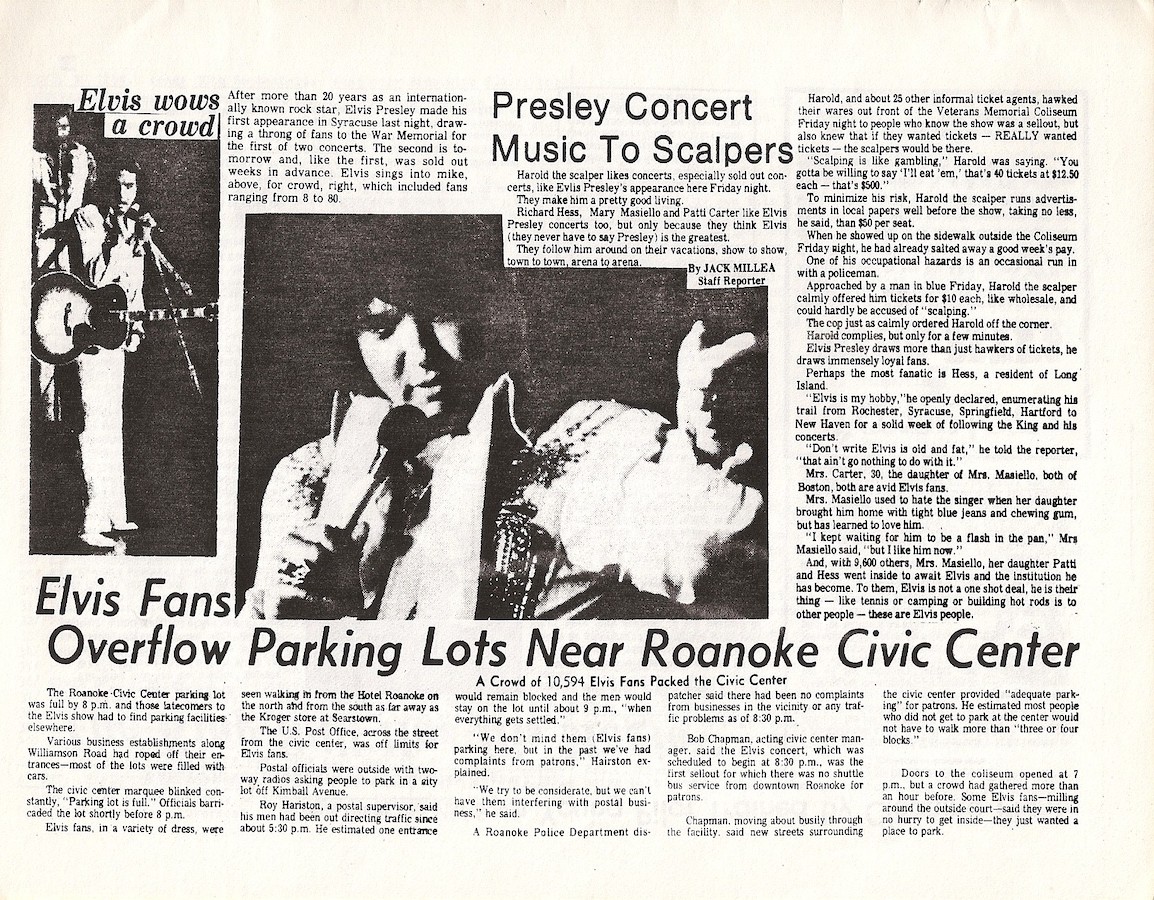 Elvis wows
a crowd
After more than 20 years as an internation-
ally known rock star, Elvis Presley made his
first appearance in Syracuse last night, draw-
ing a throng of fans to the War Memorial for
the first of two concerts. The second is to-
morrow and, like the first, was sold out
weeks in advance. Elvis sings into mike,
above, for crowd, right, which included fans
ranging from 8 to 80.
Presley Concert
Music To Scalpers
Harold the scalper likes concerts, especially sold out con-
certs, like Evlis Presley's appearance here Friday night.
They make him a pretty good living.
Richard Hess, Mary Masiello and Patti Carter like Elvis
Presley concerts too, but only because they think Elvis
(they never have to say Presley) is the greatest.
They follow him around on their vacations, show to show,
town to town, arena to arena.
By JACK MILLEA
Staff Reporter
Harold, and about 25 other informal ticket agents, hawked
their wares out front of the Veterans Memorial Coliseum
Friday night to people who know the show was a sellout, but
also knew that if they wanted tickets — REALLY wanted
tickets — the scalpers would be there.
"Scalping is like gambling," Harold was saying. "You
gotta be willing to say 'I'll eat 'em,' that's 40 tickets at $12.50
each — that's $500."
To minimize his risk, Harold the scalper runs advertis-
ments in local papers well before the show, taking no less,
he said, than $50 per seat.
When he showed up on the sidewalk outside the Coliseum
Friday night, he had already salted away a good week's pay.
One of his occupational hazards is an occasional run in
with a policeman.
Approached by a man in blue Friday, Harold the scalper
calmly offered him tickets for $10 each, like wholesale, and
could hardly be accused of "scalping."
The cop just as calmly ordered Harold off the corner.
Harold complies, but only for a few minutes.
Elvis Presley draws more than just hawkers of tickets, he
draws immensely loyal fans.
Perhaps the most fanatic is Hess, a resident of Long
Island.
"Elvis is my hobby,"he openly declared, enumerating his
trail from Rochester, Syracuse, Springfield, Hartford to
New Haven for a solid week of following the King and his
concerts.
"Don't write Elvis is old and fat," he told the reporter,
"that ain't go nothing to do with it."
Mrs. Carter, 30, the daughter of Mrs. Masiello, both of
Boston, both are avid Elvis fans.
Mrs. Masiello used to hate the singer when her daughter
brought him home with tight blue jeans and chewing gum,
but has learned to love him.
"I kept waiting for him to be a flash in the pan," Mrs
Masiello said, "but I like him now."
And, with 9,600 others, Mrs. Masiello, her daughter Patti
and Hess went inside to await Elvis and the institution he
has become. To them, Elvis is not a one shot deal, he is their
thing — like tennis or camping or building hot rods is to
other people — these are Elvis people.
Elvis Fans
Overflow Parking Lots Near Roanoke Civic Center
A Crowd of 10,594 Elvis Fans Packed the Civic Center
The Roanoke Civic Center parking lot
was full by 8 p.m. and those latecomers to
the Elvis show had to find parking facilities
elsewhere.
Various business establishments along
Williamson Road had roped off their en-
trances—most of the lots were filled with
cars.
The civic center marquee blinked con-
stantly, "Parking lot is full." Officials barri-
caded the lot shortly before 8 p.m.
Elvis fans, in a variety of dress, were
seen walking in from the Hotel Roanoke on
the north and from the south as far away as
the Kroger store at Searstown.
The U.S. Post Office, across the street
from the civic center, was off limits for
Elvis fans.
Postal officials were outside with two-
way radios asking people to park in a city
lot off Kimball Avenue.
Roy Hariston, a postal supervisor, said
his men had been out directing traffic since
about 5:30 p.m. He estimated one entrance
would remain blocked and the men would
stay on the lot until about 9 p.m., "when
everything gets settled."
"We don't mind them (Elvis fans)
parking here, but in the past we've had
complaints from patrons," Hairston ex-
plained.
"We try to be considerate, but we can't
have them interfering with postal busi-
ness," he said.
A Roanoke Police Department dis-
patcher said there had been no complaints
from businesses in the vicinity or any traf-
fic problems as of 8:30 p.m.
Bob Chapman, acting civic center man-
ager, said the Elvis concert, which was
scheduled to begin at 8:30 p.m., was the
first sellout for which there was no shuttle
bus service from downtown Roanoke for
patrons.
Chapman, moving about busily through
the facility, said new streets surrounding
the civic center provided "adequate park-
ing" for patrons. He estimated most people
who did not get to park at the center would
not have to walk more than "three or four
blocks."
Doors to the coliseum opened at 7
p.m., but a crowd had gathered more than
an hour before. Some Elvis fans—milling
around the outside court—said they were in
no hurry to get inside—they just wanted a
place to park.